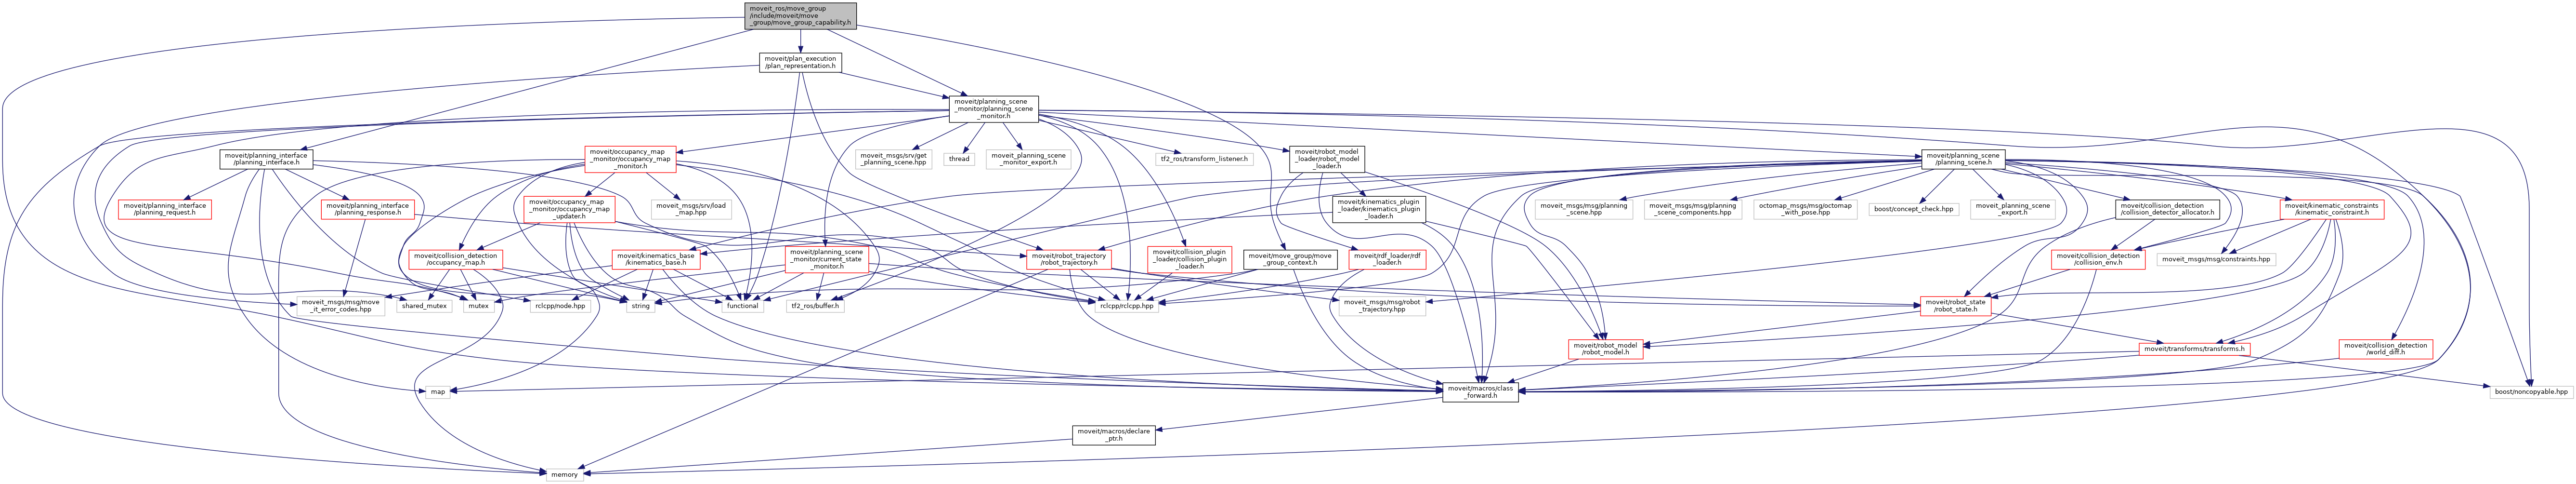 moveit_ros/move_group
/include/moveit/move
_group/move_group_capability.h
moveit/plan_execution
/plan_representation.h
moveit/planning_scene
_monitor/planning_scene
_monitor.h
moveit/planning_interface
/planning_interface.h
moveit/occupancy_map
_monitor/occupancy_map
_monitor.h
moveit_msgs/srv/get
_planning_scene.hpp
thread
moveit_planning_scene
_monitor_export.h
tf2_ros/transform_listener.h
moveit/robot_model
_loader/robot_model
_loader.h
moveit/planning_scene
/planning_scene.h
moveit/planning_interface
/planning_request.h
moveit/planning_interface
/planning_response.h
moveit/occupancy_map
_monitor/occupancy_map
_updater.h
moveit_msgs/srv/load
_map.hpp
moveit/kinematics_plugin
_loader/kinematics_plugin
_loader.h
moveit_msgs/msg/planning
_scene.hpp
moveit_msgs/msg/planning
_scene_components.hpp
octomap_msgs/msg/octomap
_with_pose.hpp
boost/concept_check.hpp
moveit_planning_scene
_export.h
moveit/collision_detection
/collision_detector_allocator.h
moveit/kinematic_constraints
/kinematic_constraint.h
moveit/collision_detection
/occupancy_map.h
moveit/kinematics_base
/kinematics_base.h
moveit/planning_scene
_monitor/current_state
_monitor.h
moveit/robot_trajectory
/robot_trajectory.h
moveit/collision_plugin
_loader/collision_plugin
_loader.h
moveit/move_group/move
_group_context.h
moveit/rdf_loader/rdf
_loader.h
moveit/collision_detection
/collision_env.h
moveit_msgs/msg/constraints.hpp
moveit_msgs/msg/move
_it_error_codes.hpp
shared_mutex
mutex
rclcpp/node.hpp
string
functional
tf2_ros/buffer.h
rclcpp/rclcpp.hpp
moveit_msgs/msg/robot
_trajectory.hpp
moveit/robot_state
/robot_state.h
moveit/robot_model
/robot_model.h
moveit/transforms/transforms.h
moveit/collision_detection
/world_diff.h
map
moveit/macros/class
_forward.h
boost/noncopyable.hpp
moveit/macros/declare
_ptr.h
memory